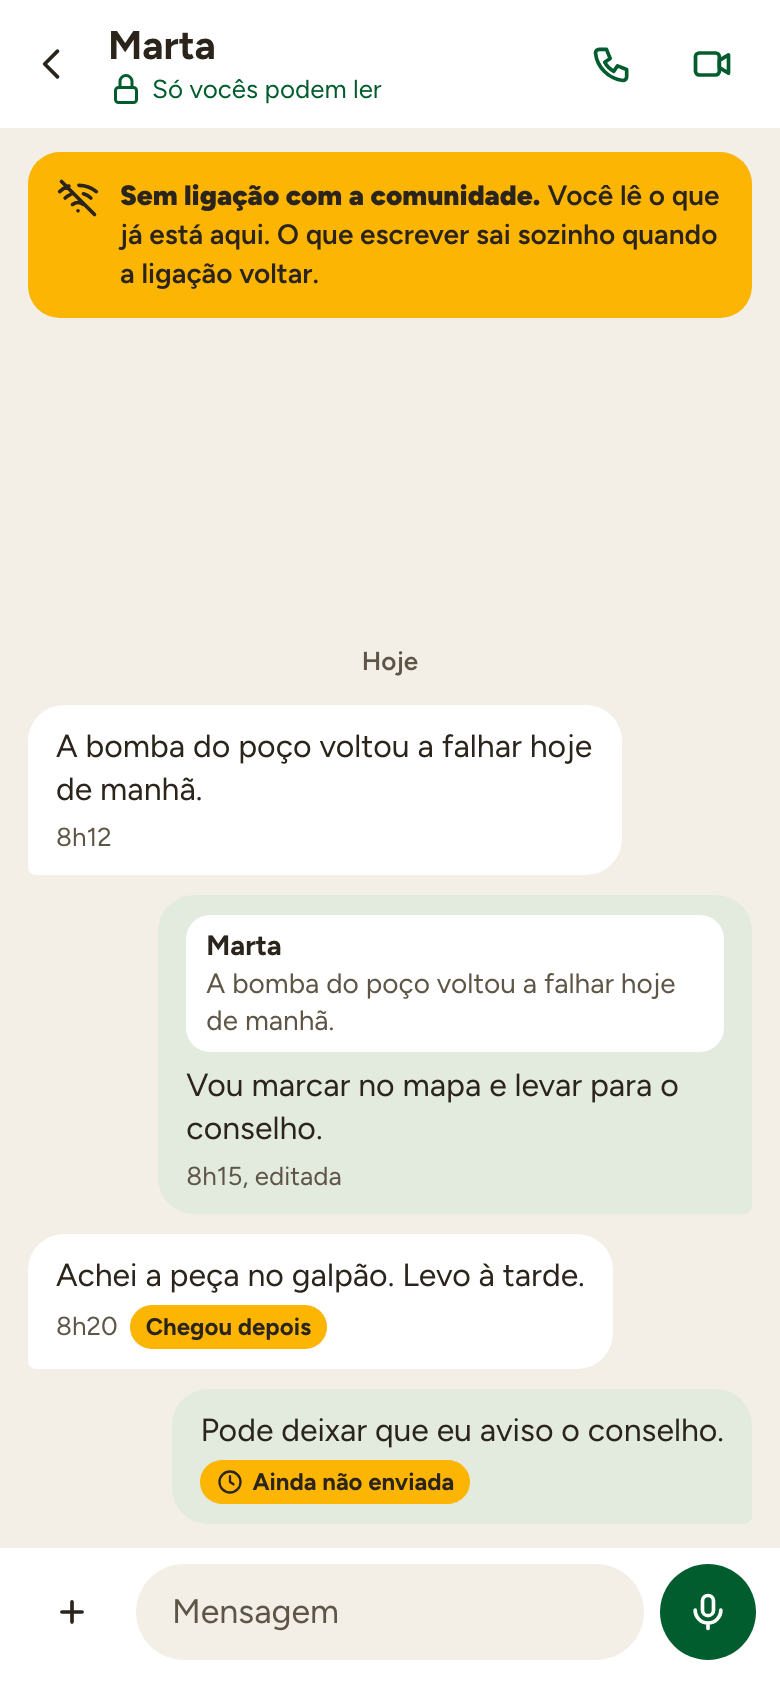 Marta
Só vocês podem ler
Sem ligação com a comunidade. Você lê o que
já está aqui. O que escrever sai sozinho quando
a ligação voltar.
Hoje
A bomba do poço voltou a falhar hoje
de manhã.
8h12
Marta
A bomba do poço voltou a falhar hoje
de manhã.
Vou marcar no mapa e levar para o
conselho.
8h15, editada
Achei a peça no galpão. Levo à tarde.
8h20 Chegou depois
Pode deixar que eu aviso o conselho.
Ainda não enviada
Mensagem